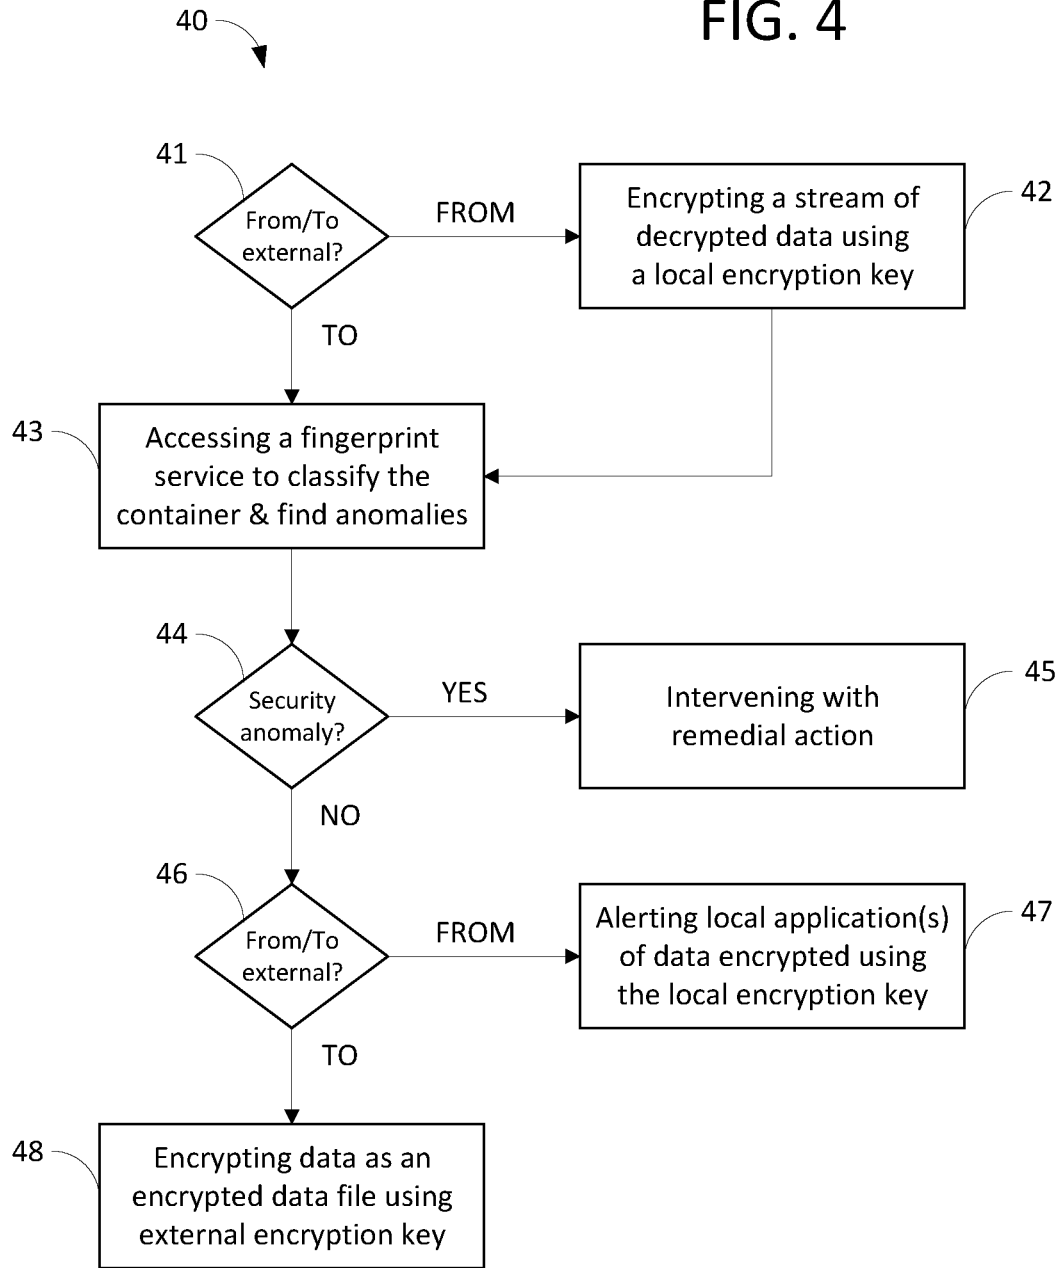 40
FIG. 4
41
From/To
external?
FROM
Encrypting a stream of
decrypted data using
a local encryption key
42
TO
43
Accessing a fingerprint
service to classify the
container & find anomalies
44
Security
anomaly?
YES
Intervening with
remedial action
45
NO
46
From/To
external?
FROM
Alerting local application(s)
of data encrypted using
the local encryption key
47
TO
48
Encrypting data as an
encrypted data file using
external encryption key